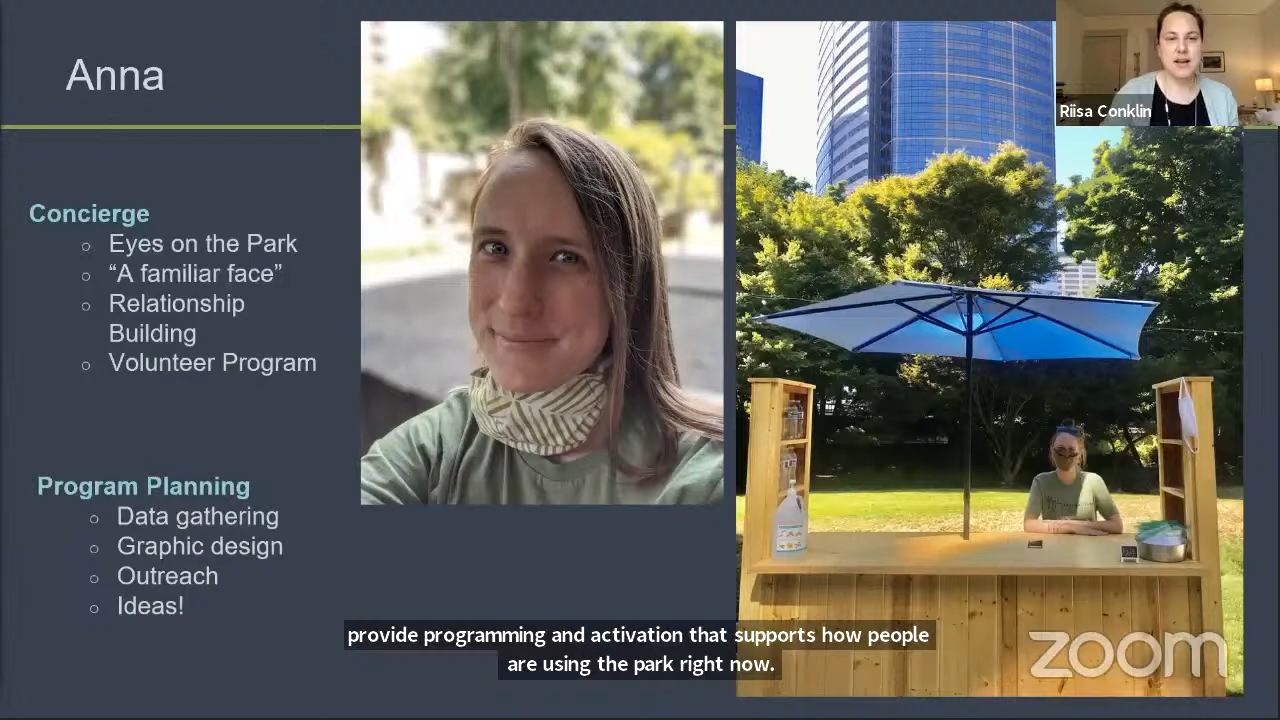 Anna
Riisa Conklin
Concierge
Eyes on the Park
“A familiar face”
Relationship
Building
Volunteer Program
Program Planning
Data gathering
Graphic design
Outreach
Ideas!
provide programming and activation that supports how people
are using the park right now.
zoom